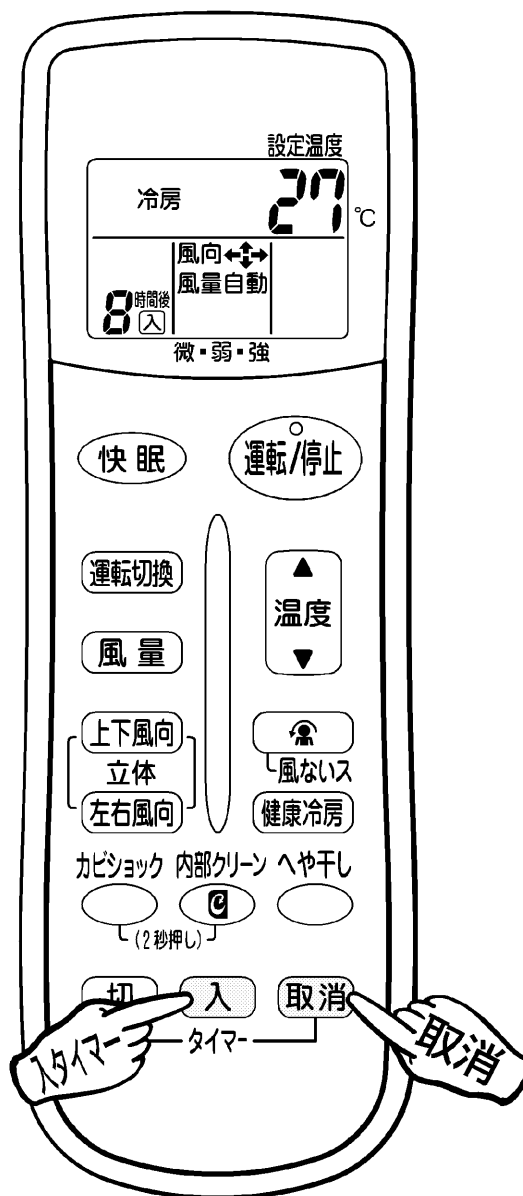 設定温度
冷房 27 ℃
風向
風量自動
8 時間後 入
微・弱・強
快眠 運転/停止
運転切換
▲ 温度 ▼
風量
上下風向
立体
左右風向
風ないス
健康冷房
カビショック 内部クリーン へや干し
(2秒押し)
切 入 取消
タイマー
入タイマー
取消